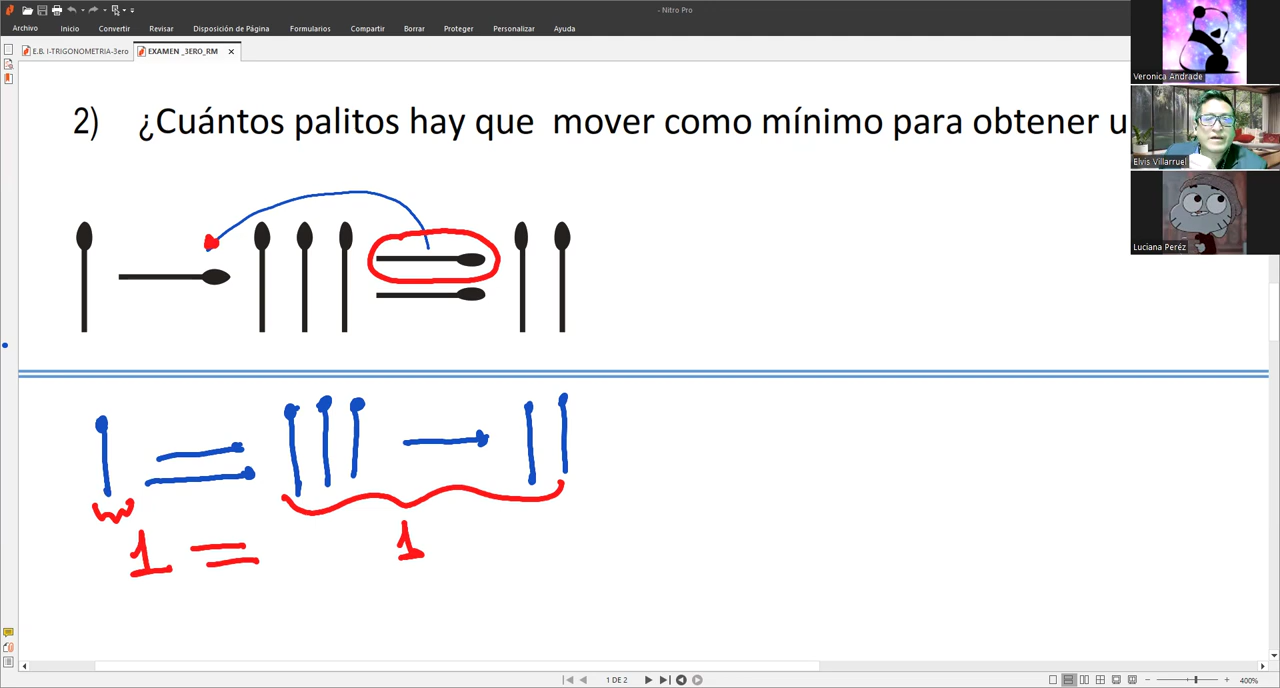 - Nitro Pro
Archivo Inicio Convertir Revisar Disposición de Página Formularios Compartir Borrar Proteger Personalizar Ayuda
E.B. I-TRIGONOMETRIA-3ero EXAMEN _3ERO_RM
Veronica Andrade
Elvis Villarruel
Luciana Peréz
2) ¿Cuántos palitos hay que mover como mínimo para obtener u
1 = 1
1 DE 2
400%